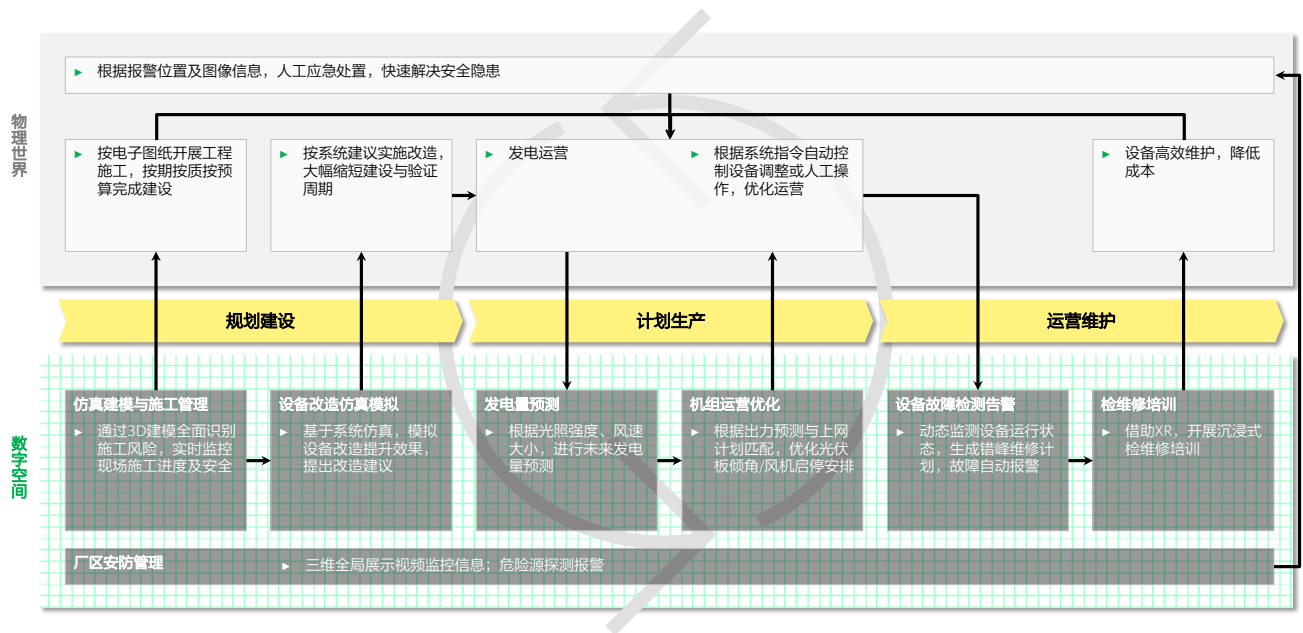 物理世界
► 根据报警位置及图像信息，人工应急处置，快速解决安全隐患
► 按电子图纸开展工程
施工，按期按质按预
算完成建设
► 按系统建议实施改造，
大幅缩短建设与验证
周期
► 发电运营
► 根据系统指令自动控
制设备调整或人工操
作，优化运营
► 设备高效维护，降低
成本
规划建设
计划生产
运营维护
数字空间
仿真建模与施工管理
► 通过3D建模全面识别
施工风险，实时监控
现场施工进度及安全
设备改造仿真模拟
► 基于系统仿真，模拟
设备改造提升效果，
提出改造建议
发电量预测
► 根据光照强度、风速
大小，进行未来发电
量预测
机组运营优化
► 根据出力预测与上网
计划匹配，优化光伏
板倾角/风机启停安排
设备故障检测告警
► 动态监测设备运行状
态，生成错峰维修计
划，故障自动报警
检维修培训
► 借助XR，开展沉浸式
检维修培训
厂区安防管理
► 三维全局展示视频监控信息；危险源探测报警